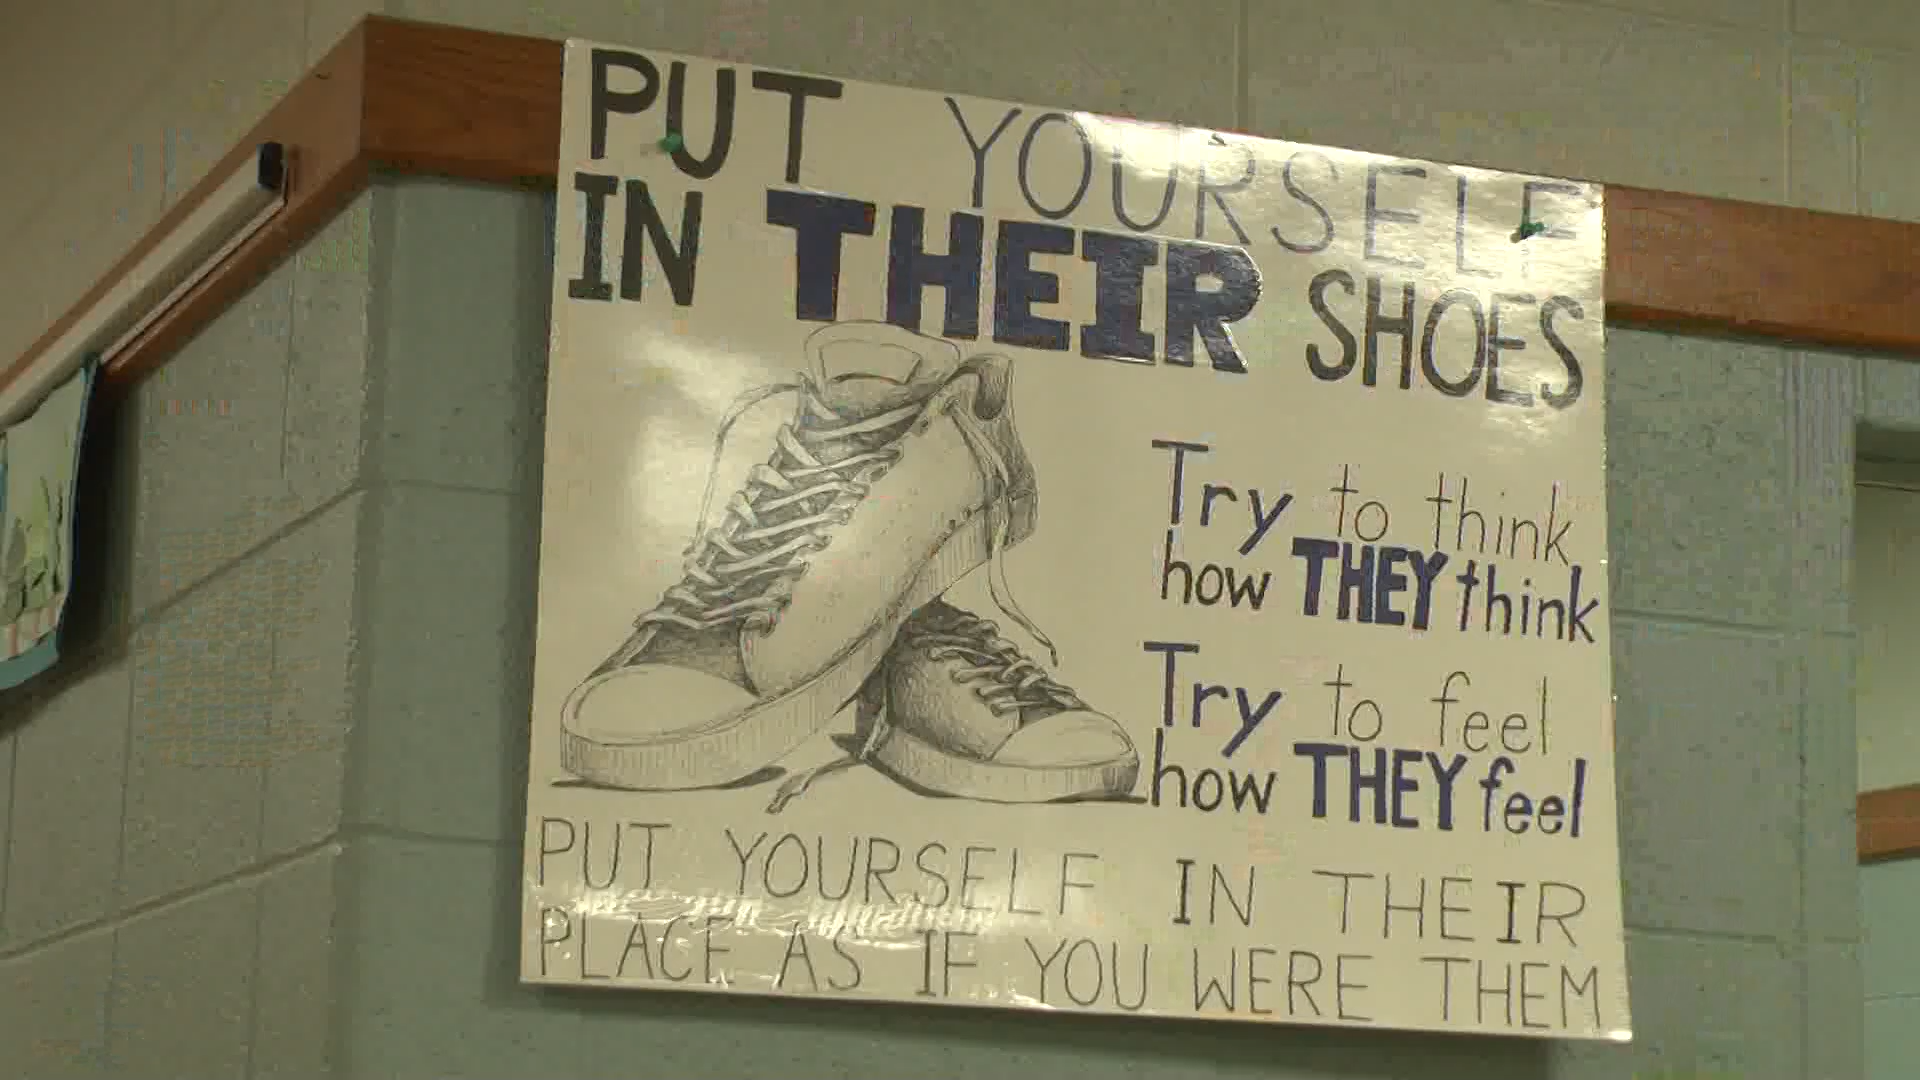 PUT YOURSELF
IN THEIR SHOES
Try to think
how THEY think
Try to feel
how THEY feel
PUT YOURSELF IN THEIR
PLACE AS IF YOU WERE THEM